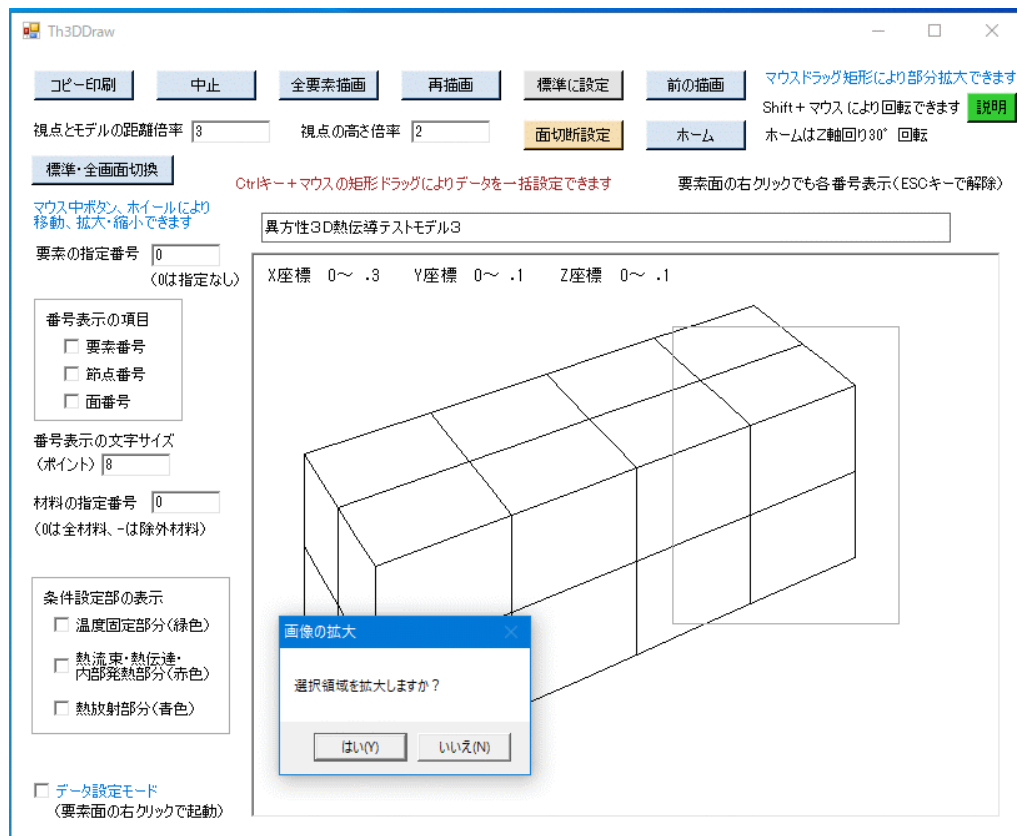 Th3DDraw
コピー印刷 中止 全要素描画 再描画 標準に設定 前の描画
マウスドラッグ矩形により部分拡大できます
Shift+マウス により回転できます 説明
視点とモデルの距離倍率 3 視点の高さ倍率 2 面切断設定 ホーム ホームはZ軸回り30° 回転
標準・全画面切換
Ctrlキー+マウスの矩形ドラッグによりデータを一括設定できます 要素面の右クリックでも各番号表示(ESCキーで解除)
マウス中ボタン、ホイールにより
移動、拡大・縮小できます
異方性3D熱伝導テストモデル3
要素の指定番号 0
(0は指定なし)
X座標 0~ .3 Y座標 0~ .1 Z座標 0~ .1
番号表示の項目
要素番号
節点番号
面番号
番号表示の文字サイズ
(ポイント) 8
材料の指定番号 0
(0は全材料、-は除外材料)
条件設定部の表示
温度固定部分(緑色)
熱流束・熱伝達・
内部発熱部分(赤色)
熱放射部分(青色)
画像の拡大
選択領域を拡大しますか?
はい(Y) いいえ(N)
データ設定モード
(要素面の右クリックで起動)